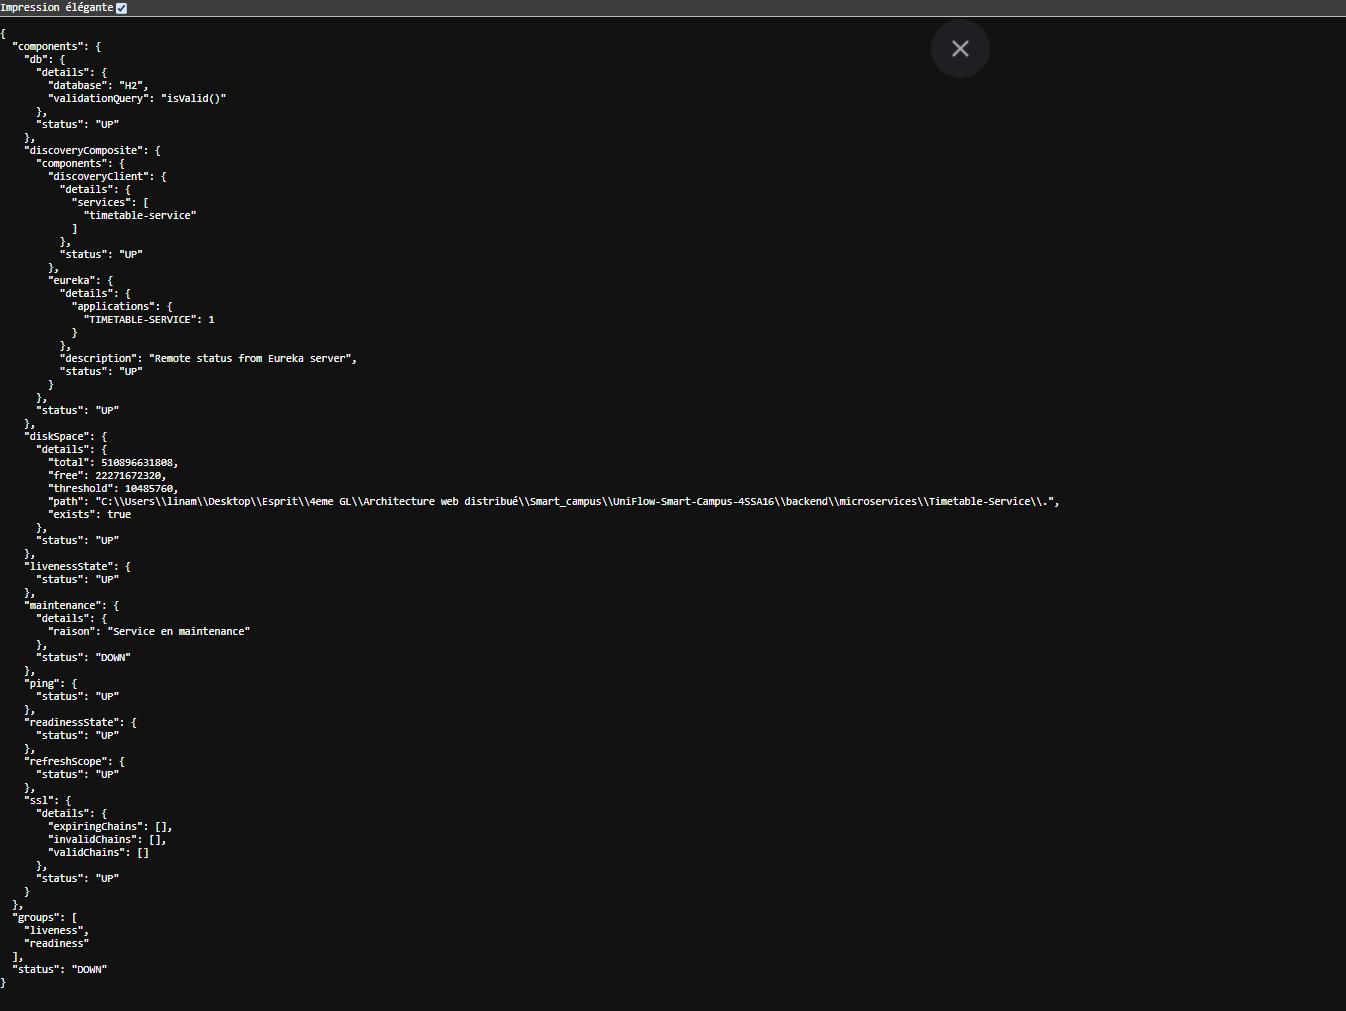 Impression élégante
{
  "components": {
    "db": {
      "details": {
        "database": "H2",
        "validationQuery": "isValid()"
      },
      "status": "UP"
    },
    "discoveryComposite": {
      "components": {
        "discoveryClient": {
          "details": {
            "services": [
              "timetable-service"
            ]
          },
          "status": "UP"
        },
        "eureka": {
          "details": {
            "applications": {
              "TIMETABLE-SERVICE": 1
            }
          },
          "description": "Remote status from Eureka server",
          "status": "UP"
        }
      },
      "status": "UP"
    },
    "diskSpace": {
      "details": {
        "total": 510896631808,
        "free": 22271672320,
        "threshold": 10485760,
        "path": "C:\\Users\\linam\\Desktop\\Esprit\\4eme GL\\Architecture web distribué\\Smart_campus\\UniFlow-Smart-Campus-4SSA16\\backend\\microservices\\Timetable-Service\\.",
        "exists": true
      },
      "status": "UP"
    },
    "livenessState": {
      "status": "UP"
    },
    "maintenance": {
      "details": {
        "raison": "Service en maintenance"
      },
      "status": "DOWN"
    },
    "ping": {
      "status": "UP"
    },
    "readinessState": {
      "status": "UP"
    },
    "refreshScope": {
      "status": "UP"
    },
    "ssl": {
      "details": {
        "expiringChains": [],
        "invalidChains": [],
        "validChains": []
      },
      "status": "UP"
    }
  },
  "groups": [
    "liveness",
    "readiness"
  ],
  "status": "DOWN"
}